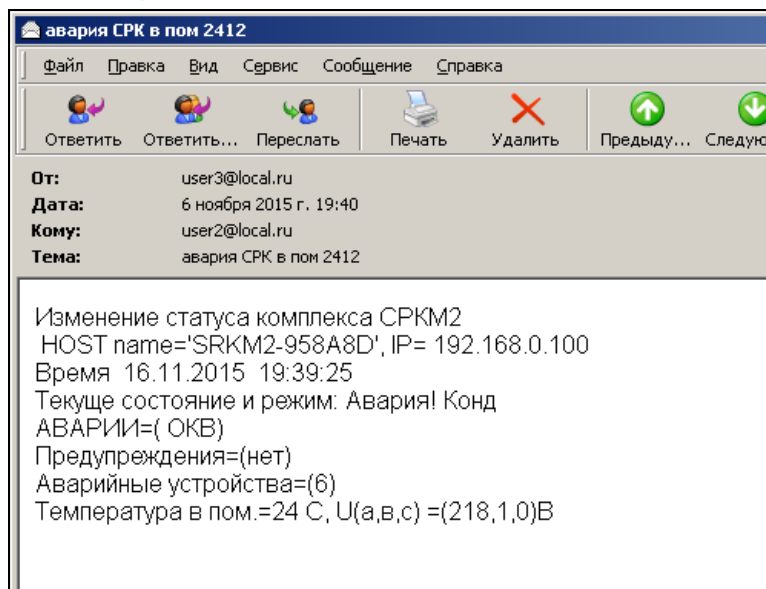 авария СРК в пом 2412
Файл Правка Вид Сервис Сообщение Справка
Ответить Ответить... Переслать Печать Удалить Предыду... Следую
От: user3@local.ru
Дата: 6 ноября 2015 г. 19:40
Кому: user2@local.ru
Тема: авария СРК в пом 2412
Изменение статуса комплекса СРКМ2
HOST name='SRKM2-958A8D', IP= 192.168.0.100
Время 16.11.2015 19:39:25
Текуще состояние и режим: Авария! Конд
АВАРИИ=( ОКВ)
Предупреждения=(нет)
Аварийные устройства=(6)
Температура в пом.=24 С, U(а,в,с) =(218,1,0)В